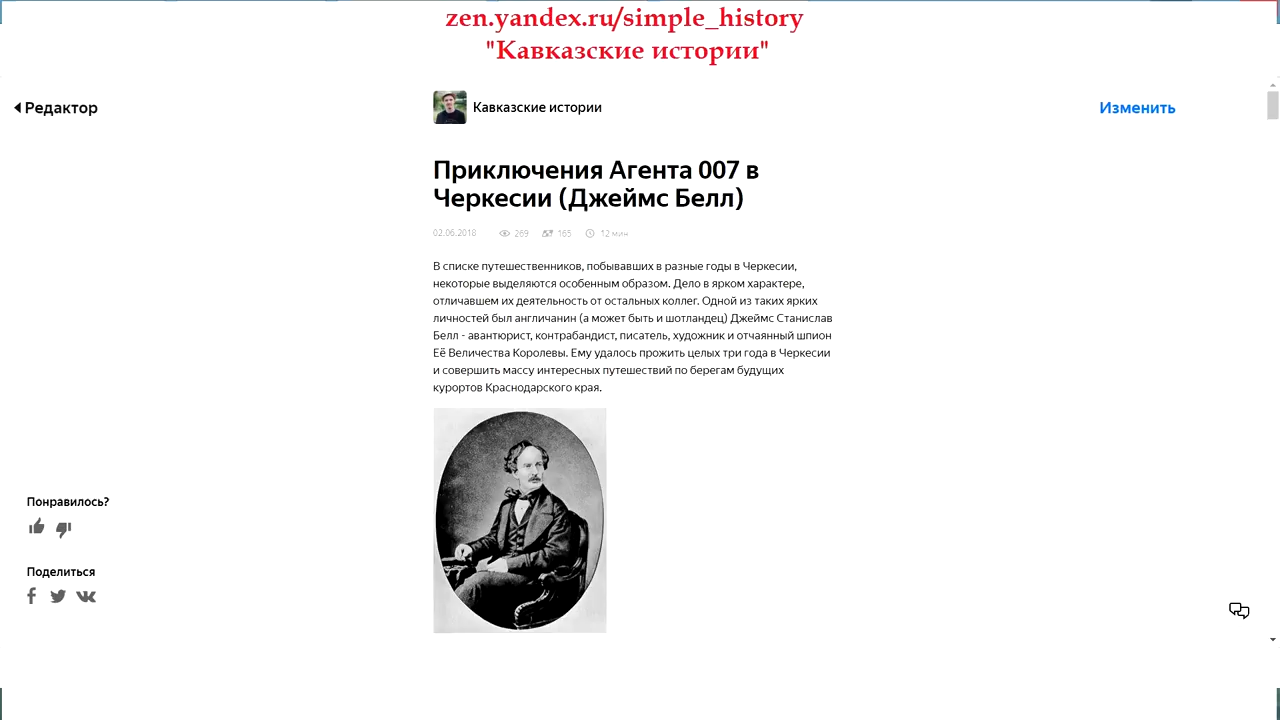 zen.yandex.ru/simple_history
"Кавказские истории"
Редактор
Кавказские истории
Изменить
Приключения Агента 007 в
Черкесии (Джеймс Белл)
02.06.2018 269 165 12 мин
В списке путешественников, побывавших в разные годы в Черкесии,
некоторые выделяются особенным образом. Дело в ярком характере,
отличавшем их деятельность от остальных коллег. Одной из таких ярких
личностей был англичанин (а может быть и шотландец) Джеймс Станислав
Белл - авантюрист, контрабандист, писатель, художник и отчаянный шпион
Её Величества Королевы. Ему удалось прожить целых три года в Черкесии
и совершить массу интересных путешествий по берегам будущих
курортов Краснодарского края.
Понравилось?
Поделиться